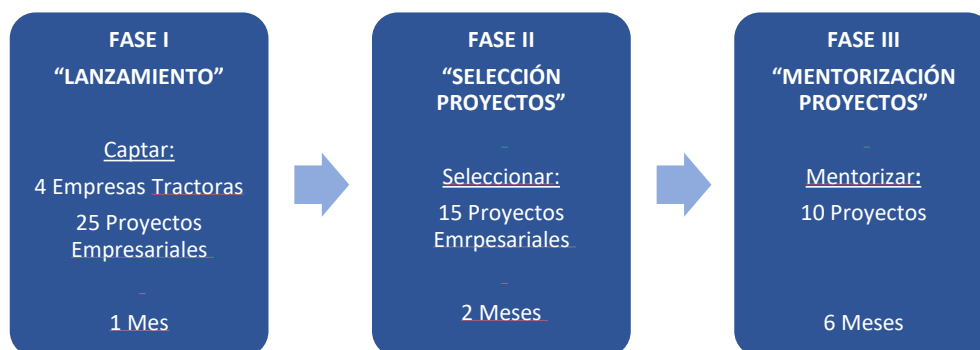 FASE I
“LANZAMIENTO”
Captar:
4 Empresas Tractoras
25 Proyectos
Empresariales
1 Mes
FASE II
“SELECCIÓN
PROYECTOS”
Seleccionar:
15 Proyectos
Emrpesariales
2 Meses
FASE III
“MENTORIZACIÓN
PROYECTOS”
Mentorizar:
10 Proyectos
6 Meses